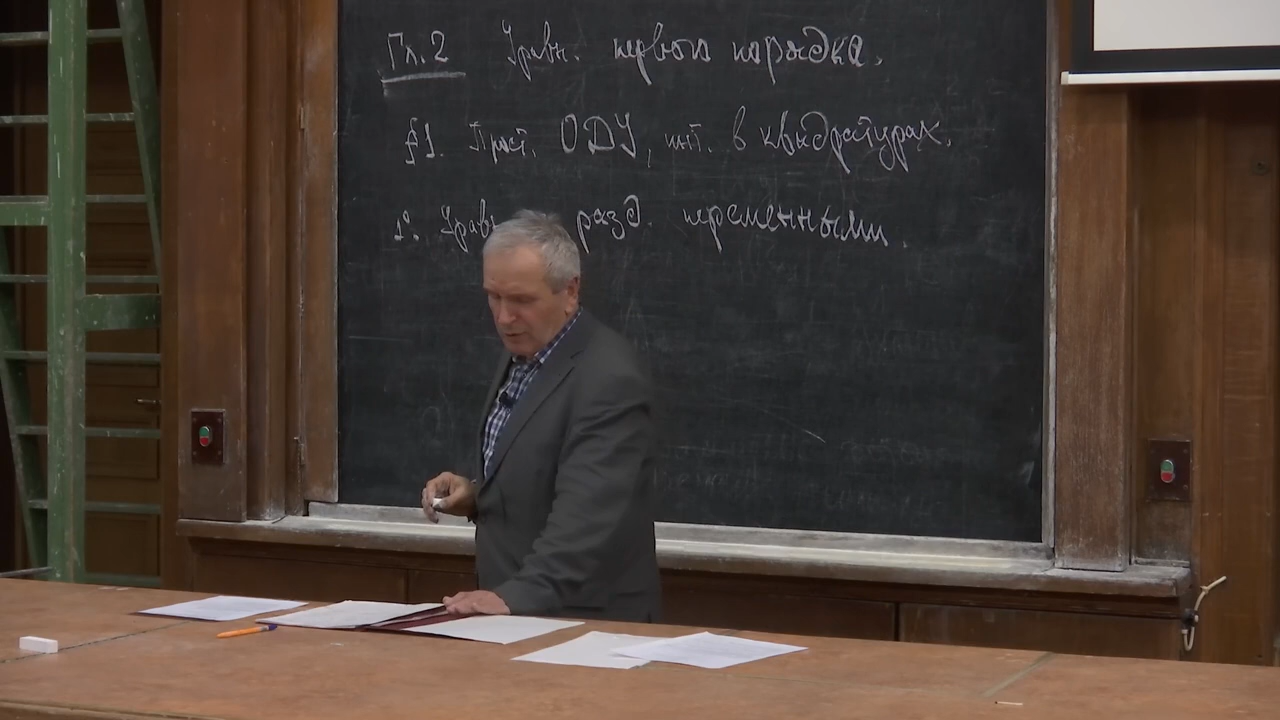 Гл. 2 Уравн. первого порядка.
§1. Прост. ОДУ, инт. в квадратурах.
1°. Уравн разд. переменными.